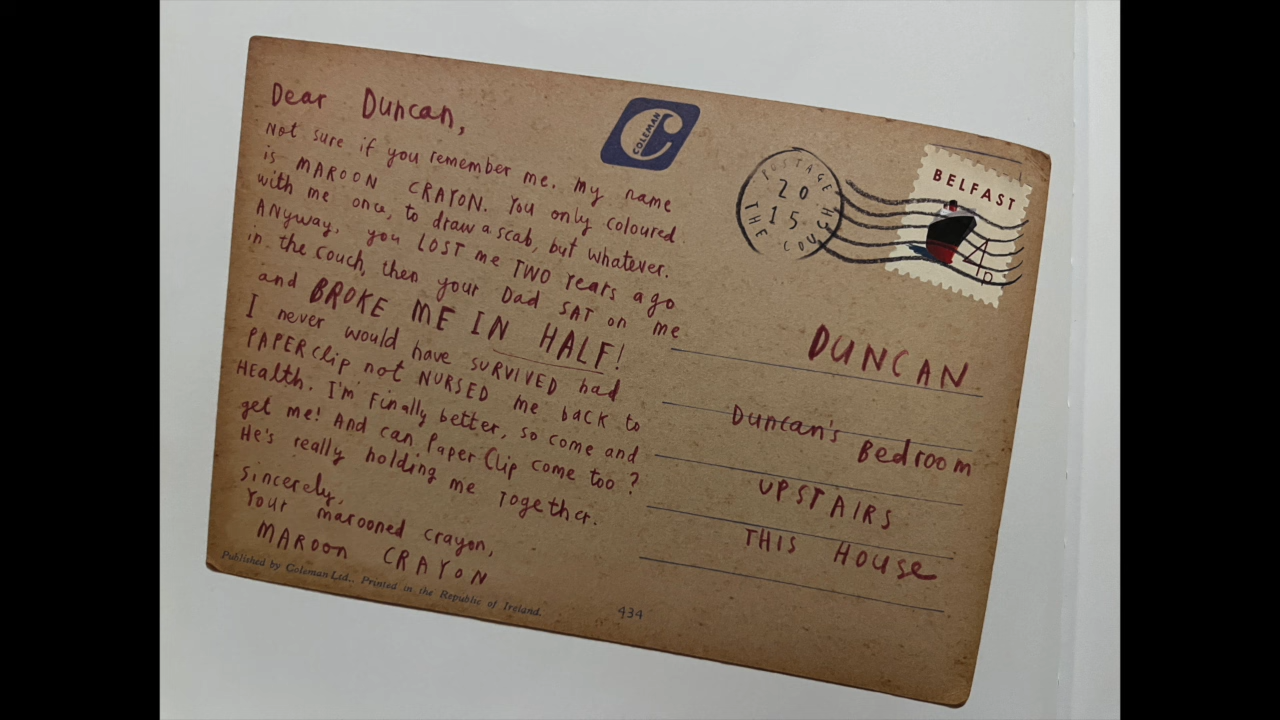 Dear Duncan,
Not sure if you remember me. My name
is MAROON CRAYON. You only coloured
with me once, to draw a scab, but whatever.
ANyway, you LOST me TWO Years ago
in the couch, then your Dad SAT on me
and BROKE ME IN HALF!
I never would have SURVIVED had
PAPERClip not NURSED me back to
HEalth. I'm Finally better, so come and
get me! And can Paper Clip come too?
He's really holding me Together.
Sincerely,
Your marooned crayon,
MAROON CRAYON
Published by Coleman Ltd., Printed in the Republic of Ireland.
434
COLEMAN
POSTAGE
20
15
THE COUCH
BELFAST
4p
DUNCAN
Duncan's Bedroom
UPSTAIRS
THIS HOUSe